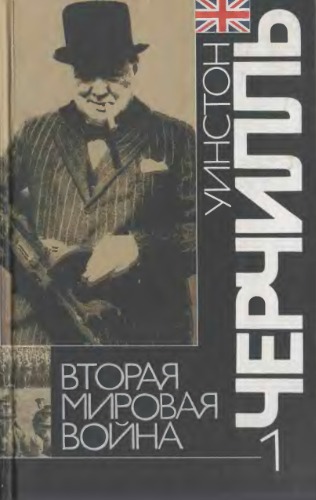 УИНСТОН
ЧЕРЧИЛЛЬ
ВТОРАЯ
МИРОВАЯ
ВОЙНА
1